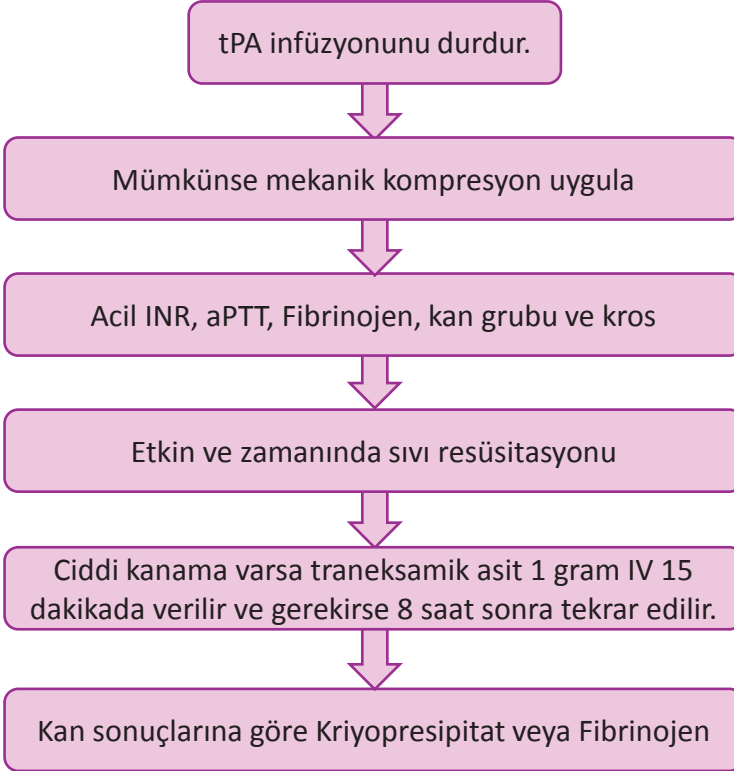 tPA infüzyonunu durdur.
Mümkünse mekanik kompresyon uygula
Acil INR, aPTT, Fibrinojen, kan grubu ve kros
Etkin ve zamanında sıvı resüsitasyonu
Ciddi kanama varsa traneksamik asit 1 gram IV 15
dakikada verilir ve gerekirse 8 saat sonra tekrar edilir.
Kan sonuçlarına göre Kriyopresipitat veya Fibrinojen